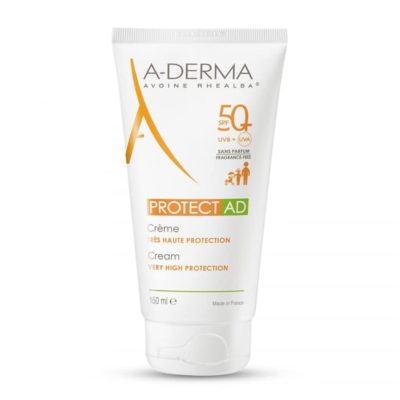 A-DERMA
AVOINE RHEALBA®
SPF 50+
UVB + UVA
SANS PARFUM
FRAGRANCE-FREE
PROTECT AD
Crème
TRÈS HAUTE PROTECTION
Cream
VERY HIGH PROTECTION
150 ml e
Made in France